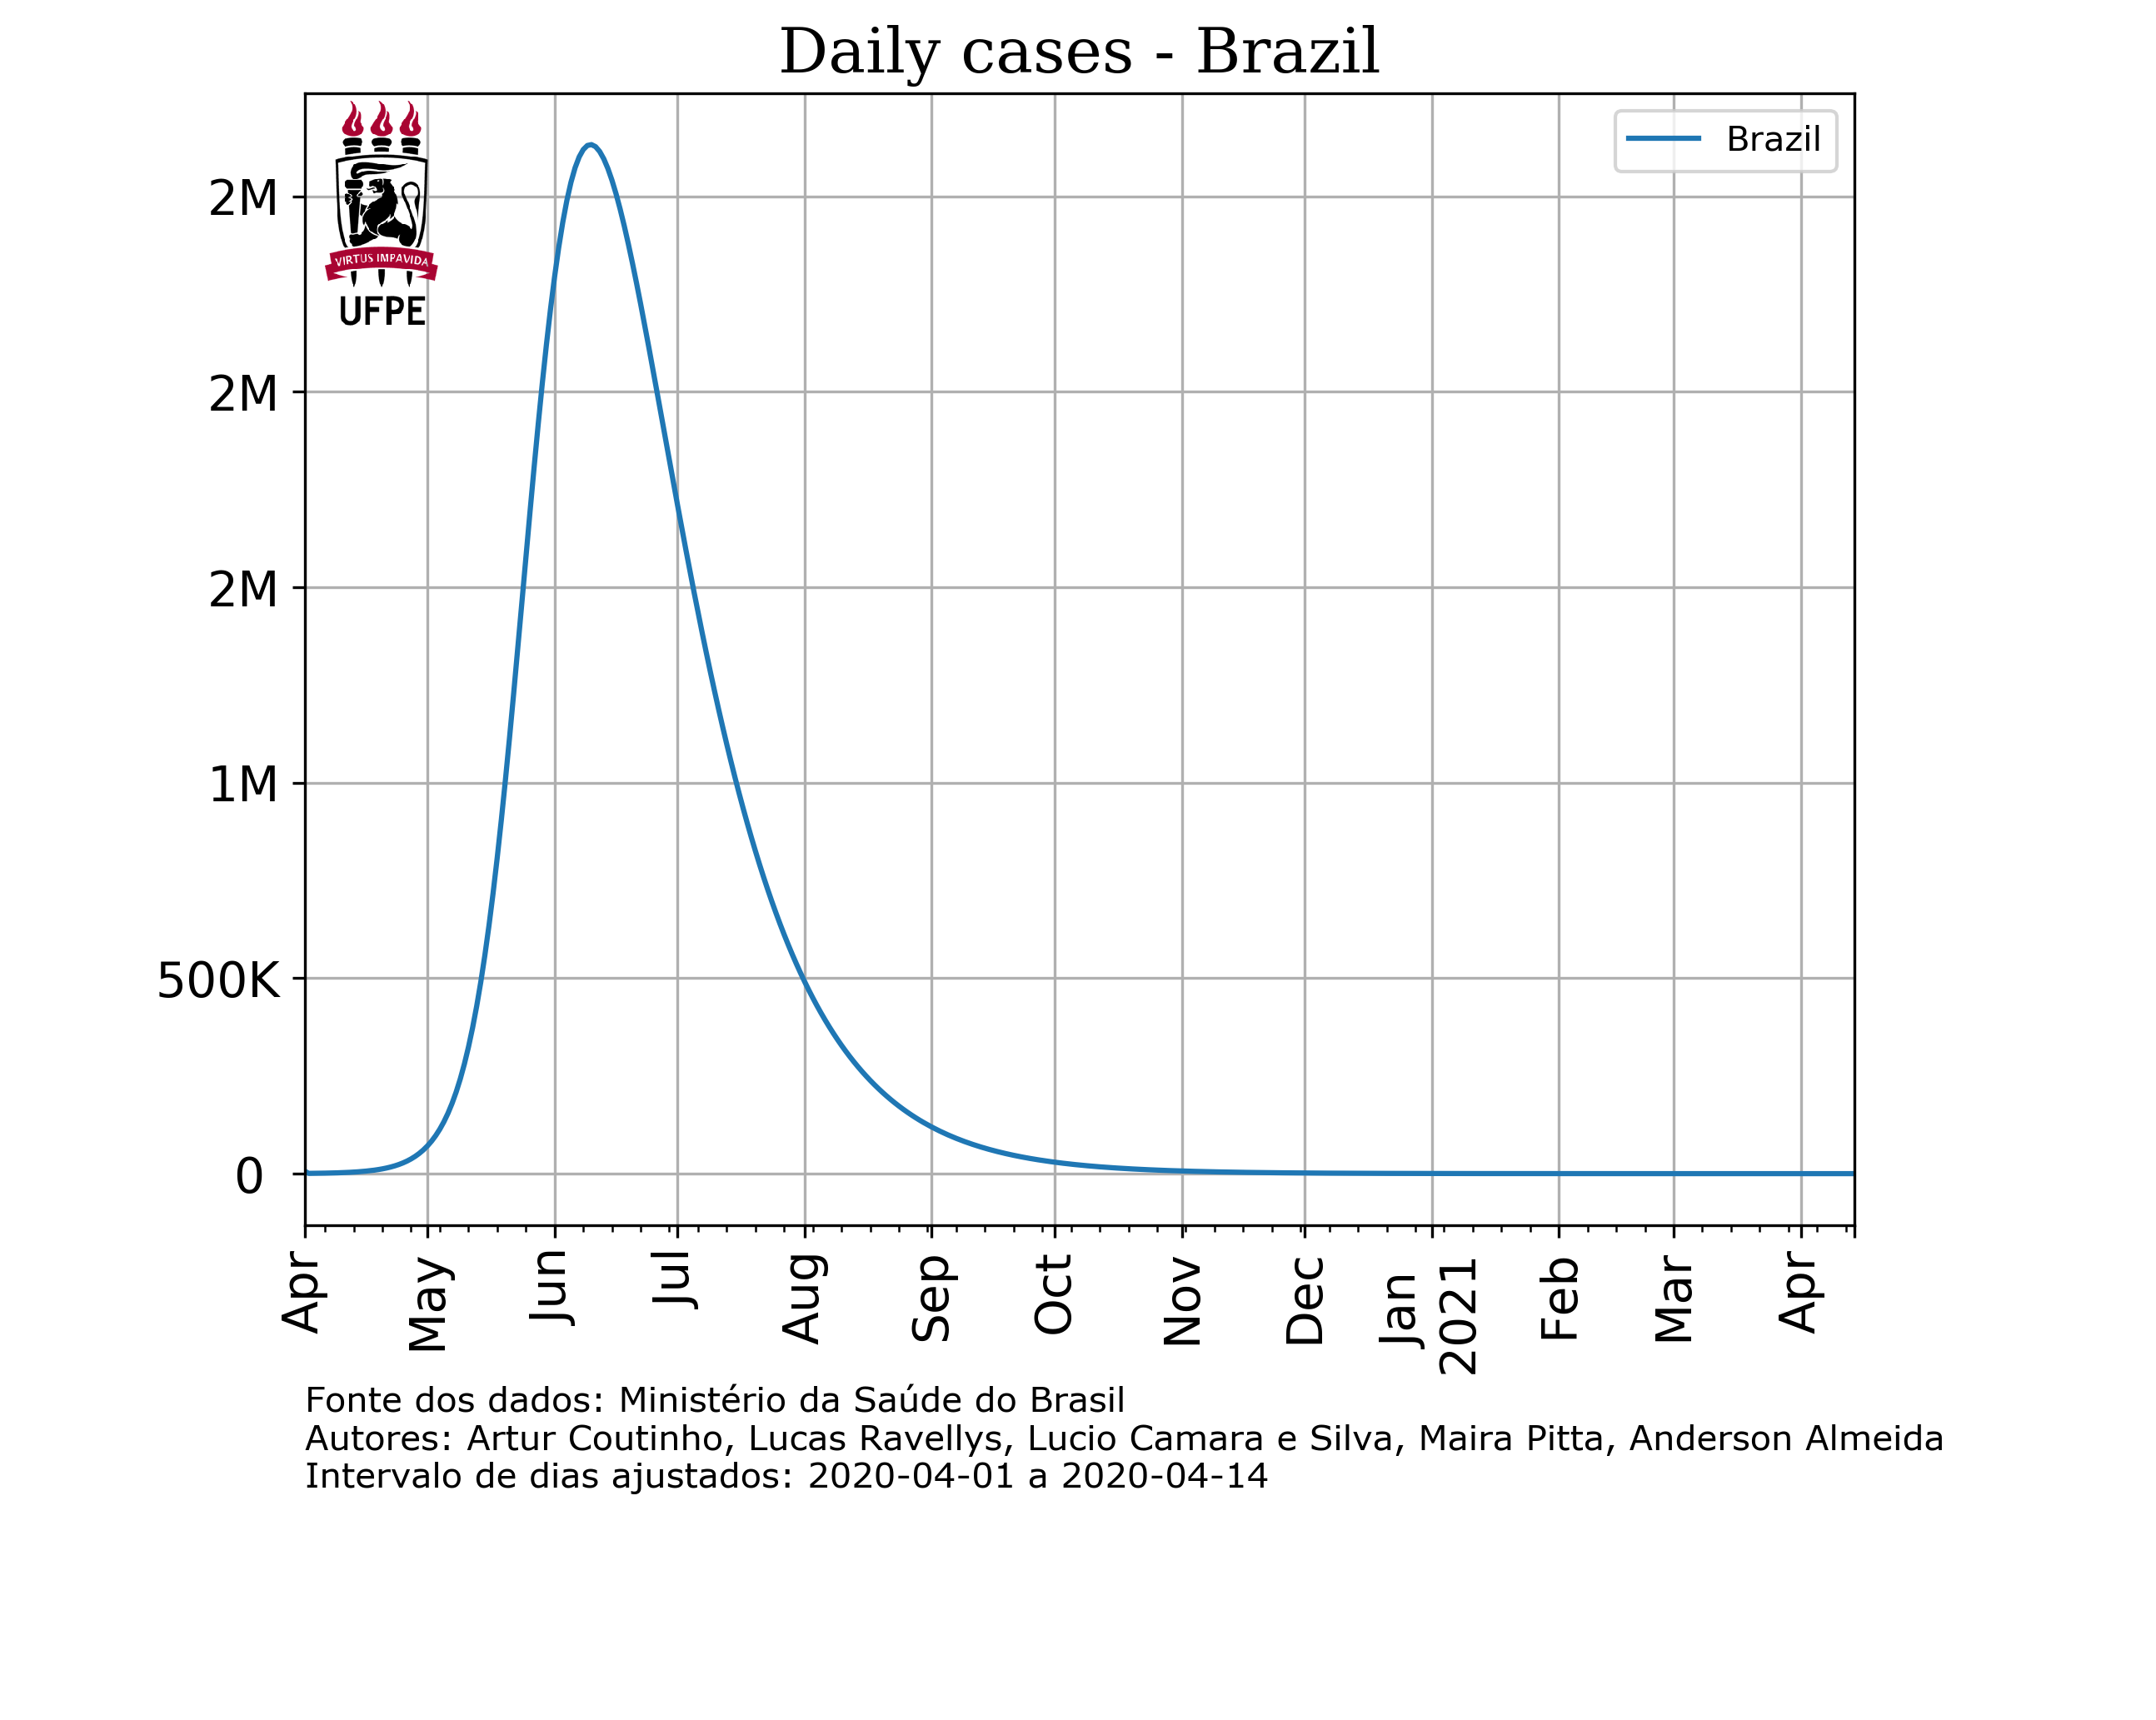 Daily cases - Brazil
VIRTUS IMPAVIDA
UFPE
Brazil
2M
2M
2M
1M
500K
0
Apr
May
Jun
Jul
Aug
Sep
Oct
Nov
Dec
Jan
2021
Feb
Mar
Apr
Fonte dos dados: Ministério da Saúde do Brasil
Autores: Artur Coutinho, Lucas Ravellys, Lucio Camara e Silva, Maira Pitta, Anderson Almeida
Intervalo de dias ajustados: 2020-04-01 a 2020-04-14